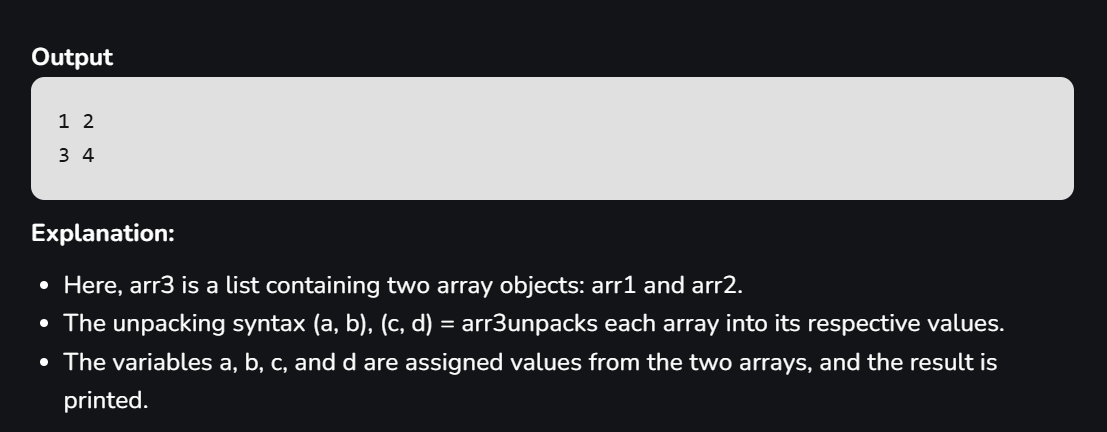 Output
1 2
3 4
Explanation:
• Here, arr3 is a list containing two array objects: arr1 and arr2.
• The unpacking syntax (a, b), (c, d) = arr3unpacks each array into its respective values.
• The variables a, b, c, and d are assigned values from the two arrays, and the result is
printed.